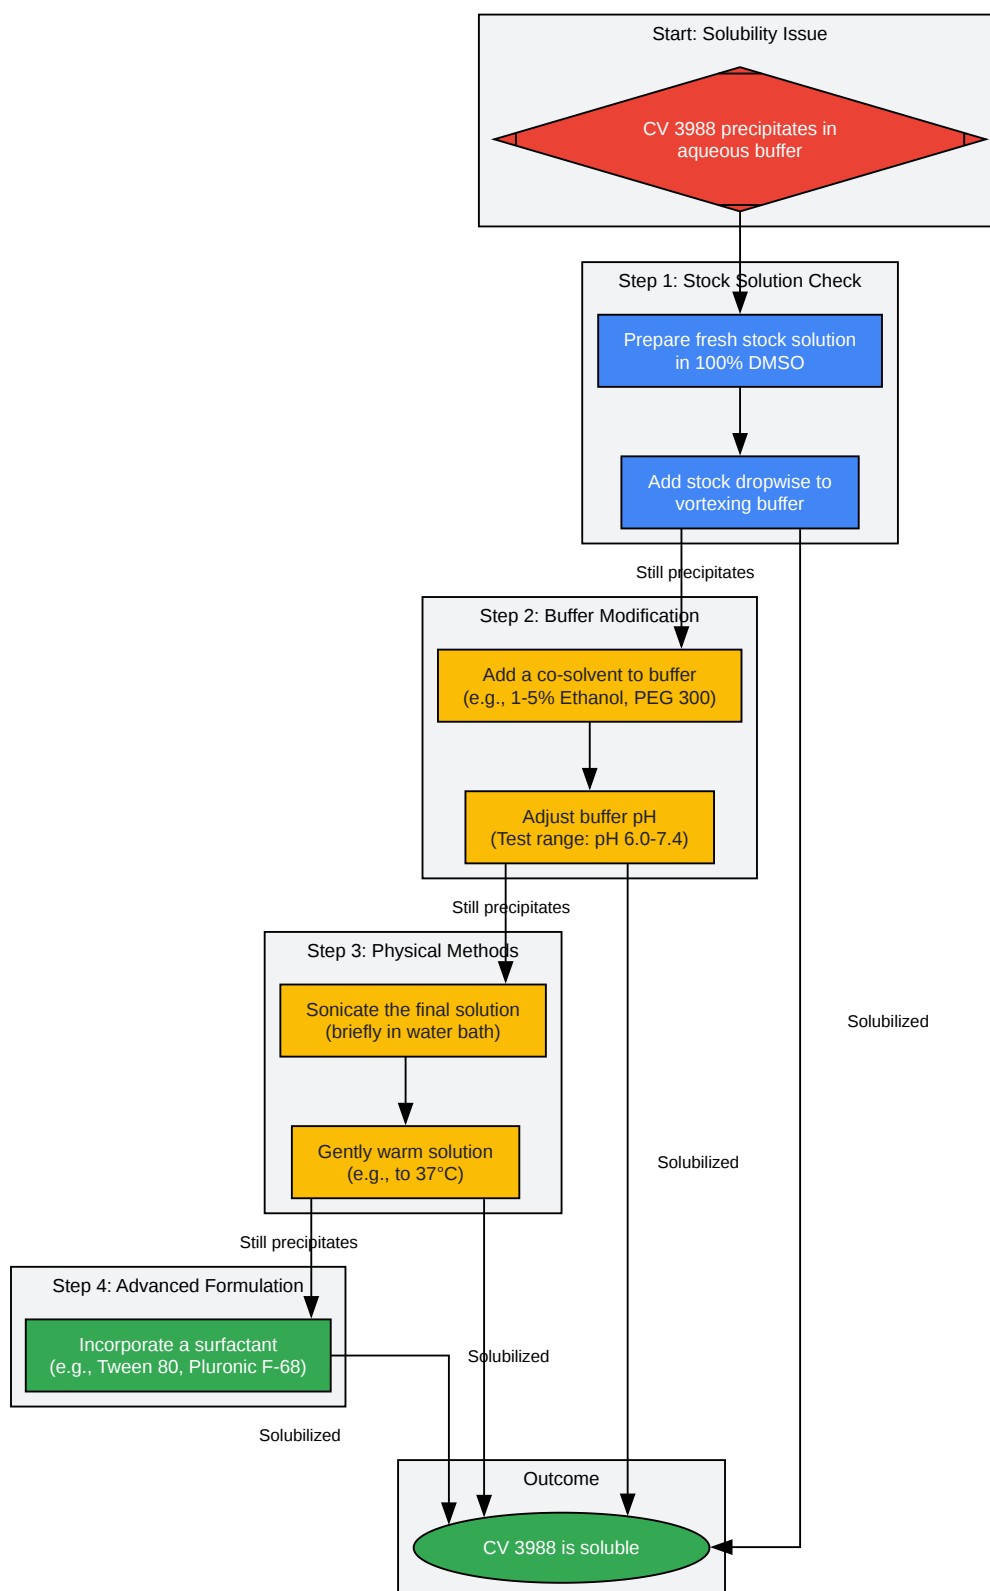 Start: Solubility Issue
CV 3988 precipitates in
aqueous buffer
Step 1: Stock Solution Check
Prepare fresh stock solution
in 100% DMSO
Add stock dropwise to
vortexing buffer
Still precipitates
Step 2: Buffer Modification
Add a co-solvent to buffer
(e.g., 1-5% Ethanol, PEG 300)
Adjust buffer pH
(Test range: pH 6.0-7.4)
Still precipitates
Step 3: Physical Methods
Sonicate the final solution
(briefly in water bath)
Solubilized
Gently warm solution
(e.g., to 37°C)
Solubilized
Still precipitates
Step 4: Advanced Formulation
Incorporate a surfactant
(e.g., Tween 80, Pluronic F-68)
Solubilized
Solubilized
Outcome
CV 3988 is soluble